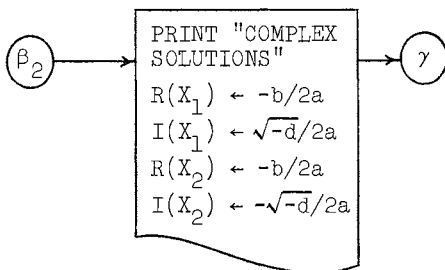 β₂
PRINT "COMPLEX
SOLUTIONS"
R(X₁) ← -b/2a
I(X₁) ← √-d/2a
R(X₂) ← -b/2a
I(X₂) ← -√-d/2a
γ